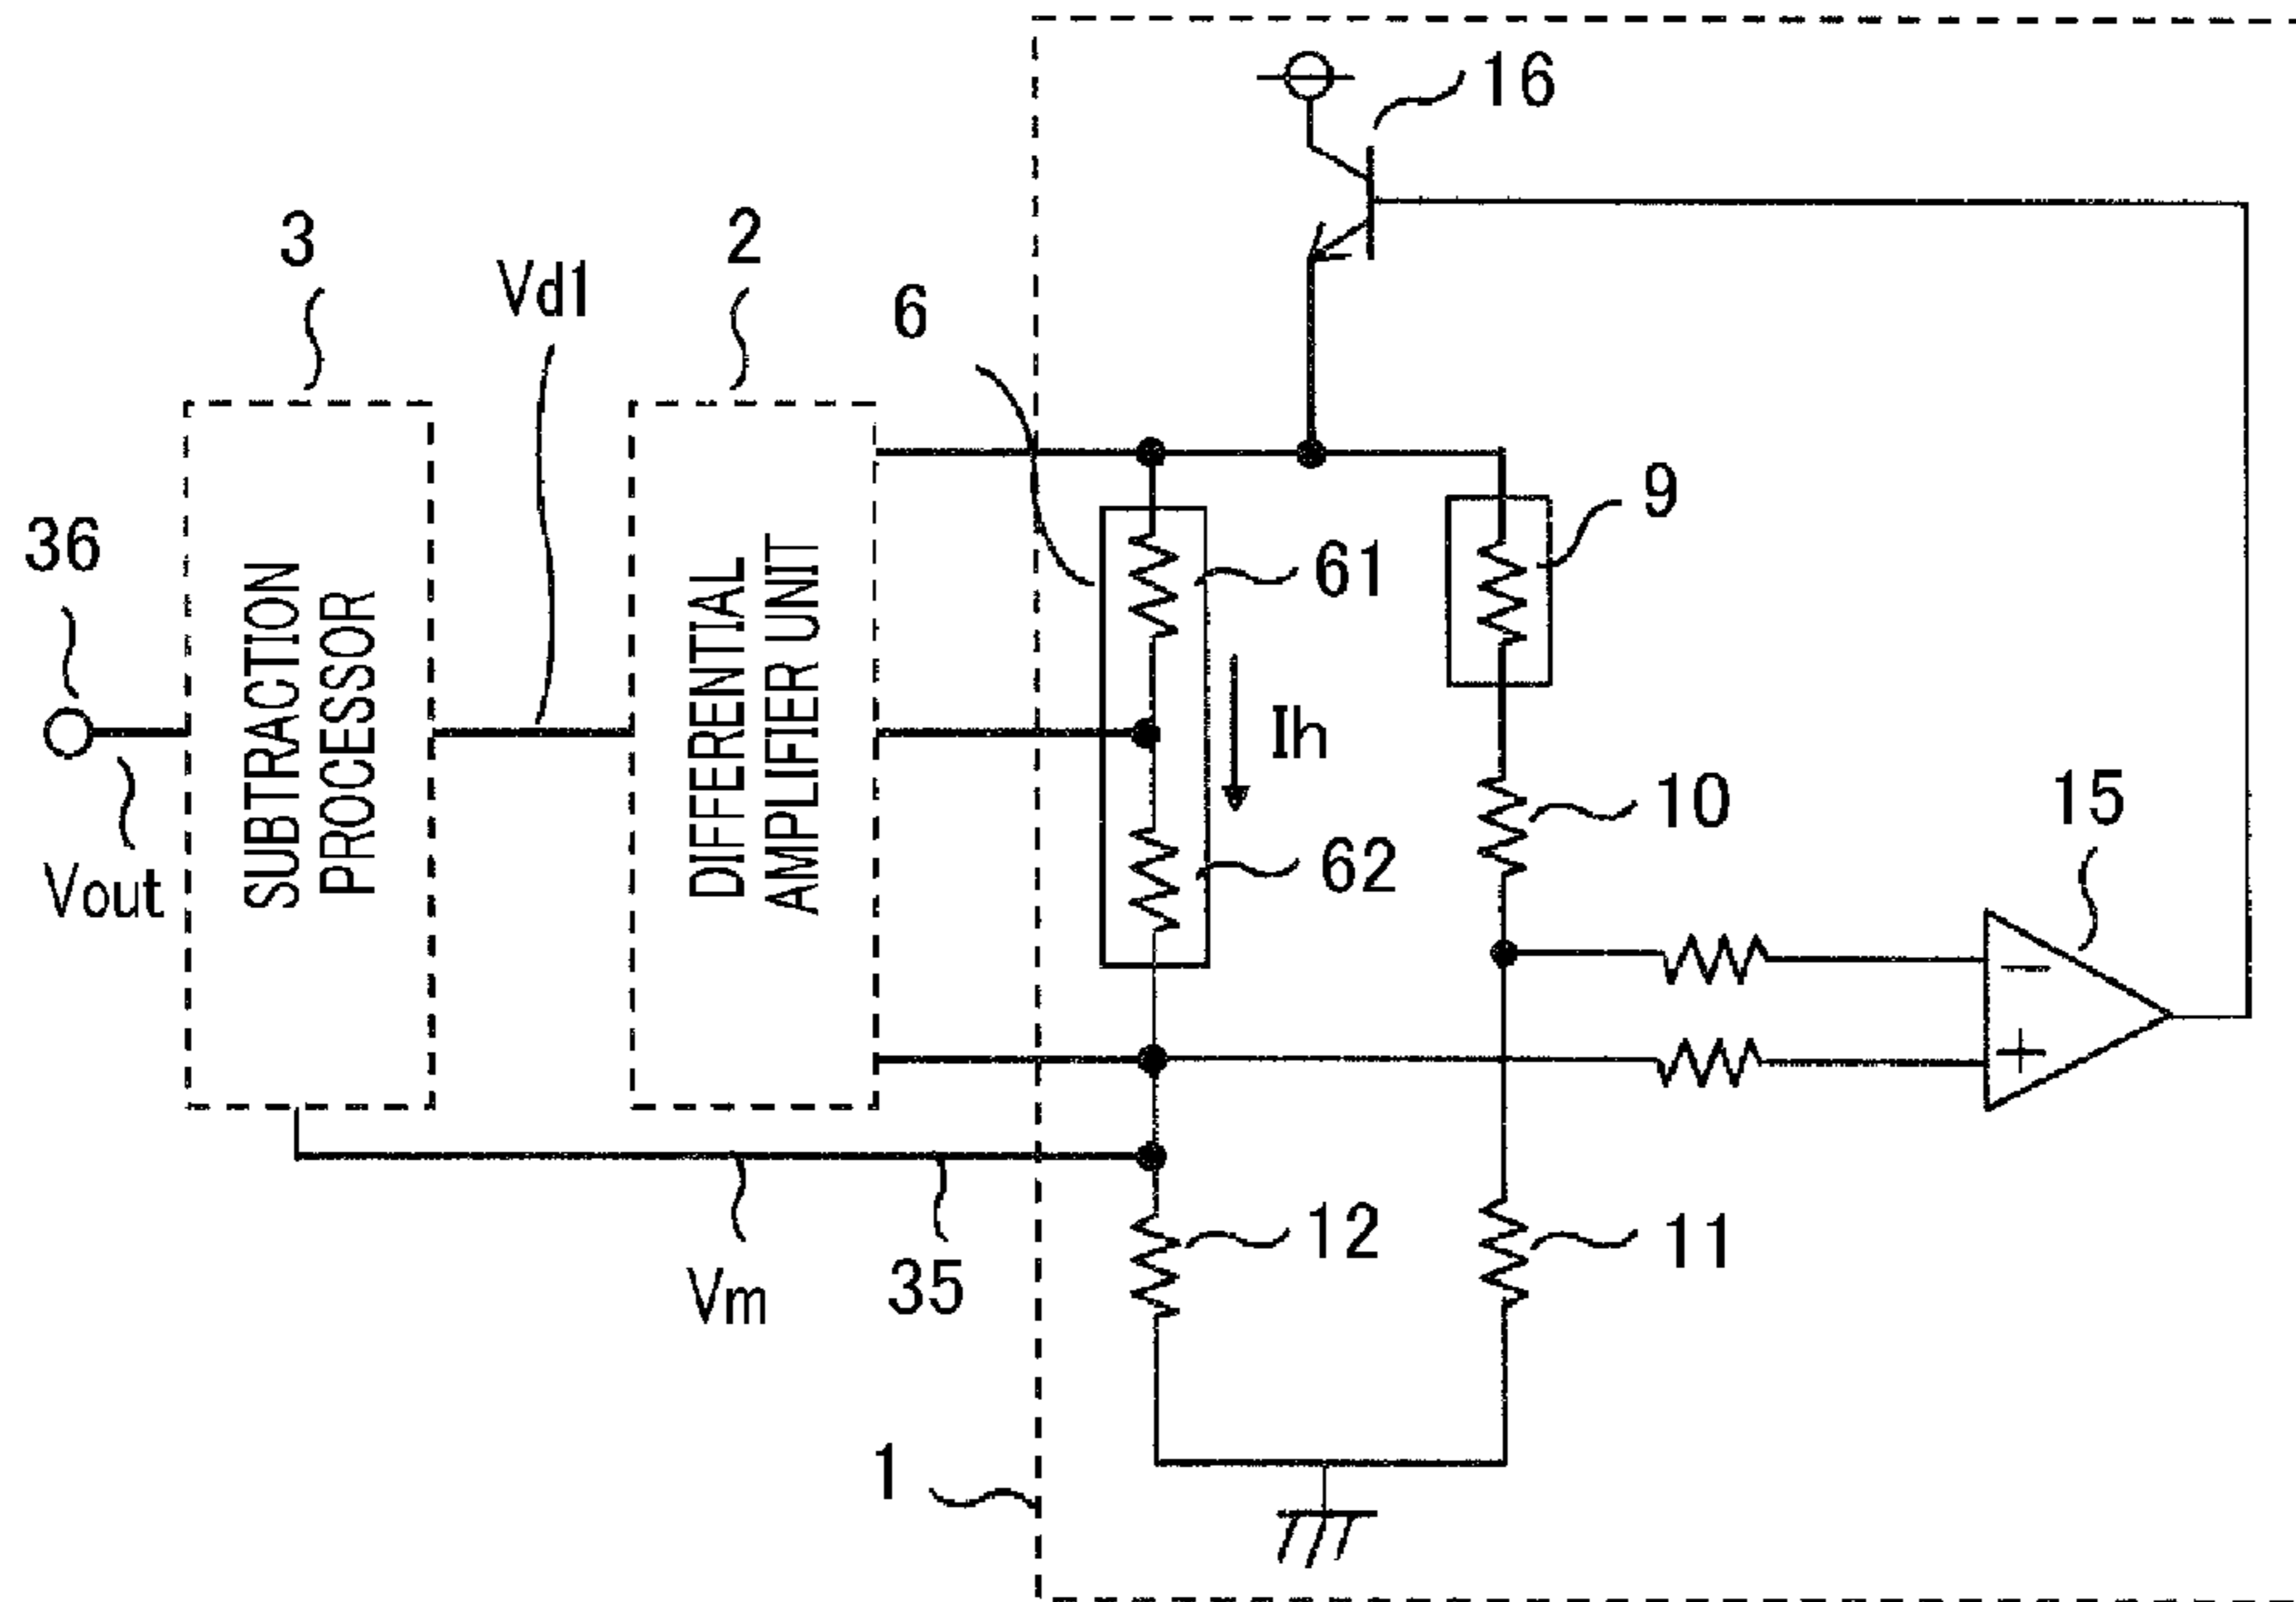 16
3
2
Vd1
6
9
36
61
SUBTRACTION
PROCESSOR
DIFFERENTIAL
AMPLIFIER UNIT
Ih
10
15
62
Vout
−
+
12
11
Vm
35
1